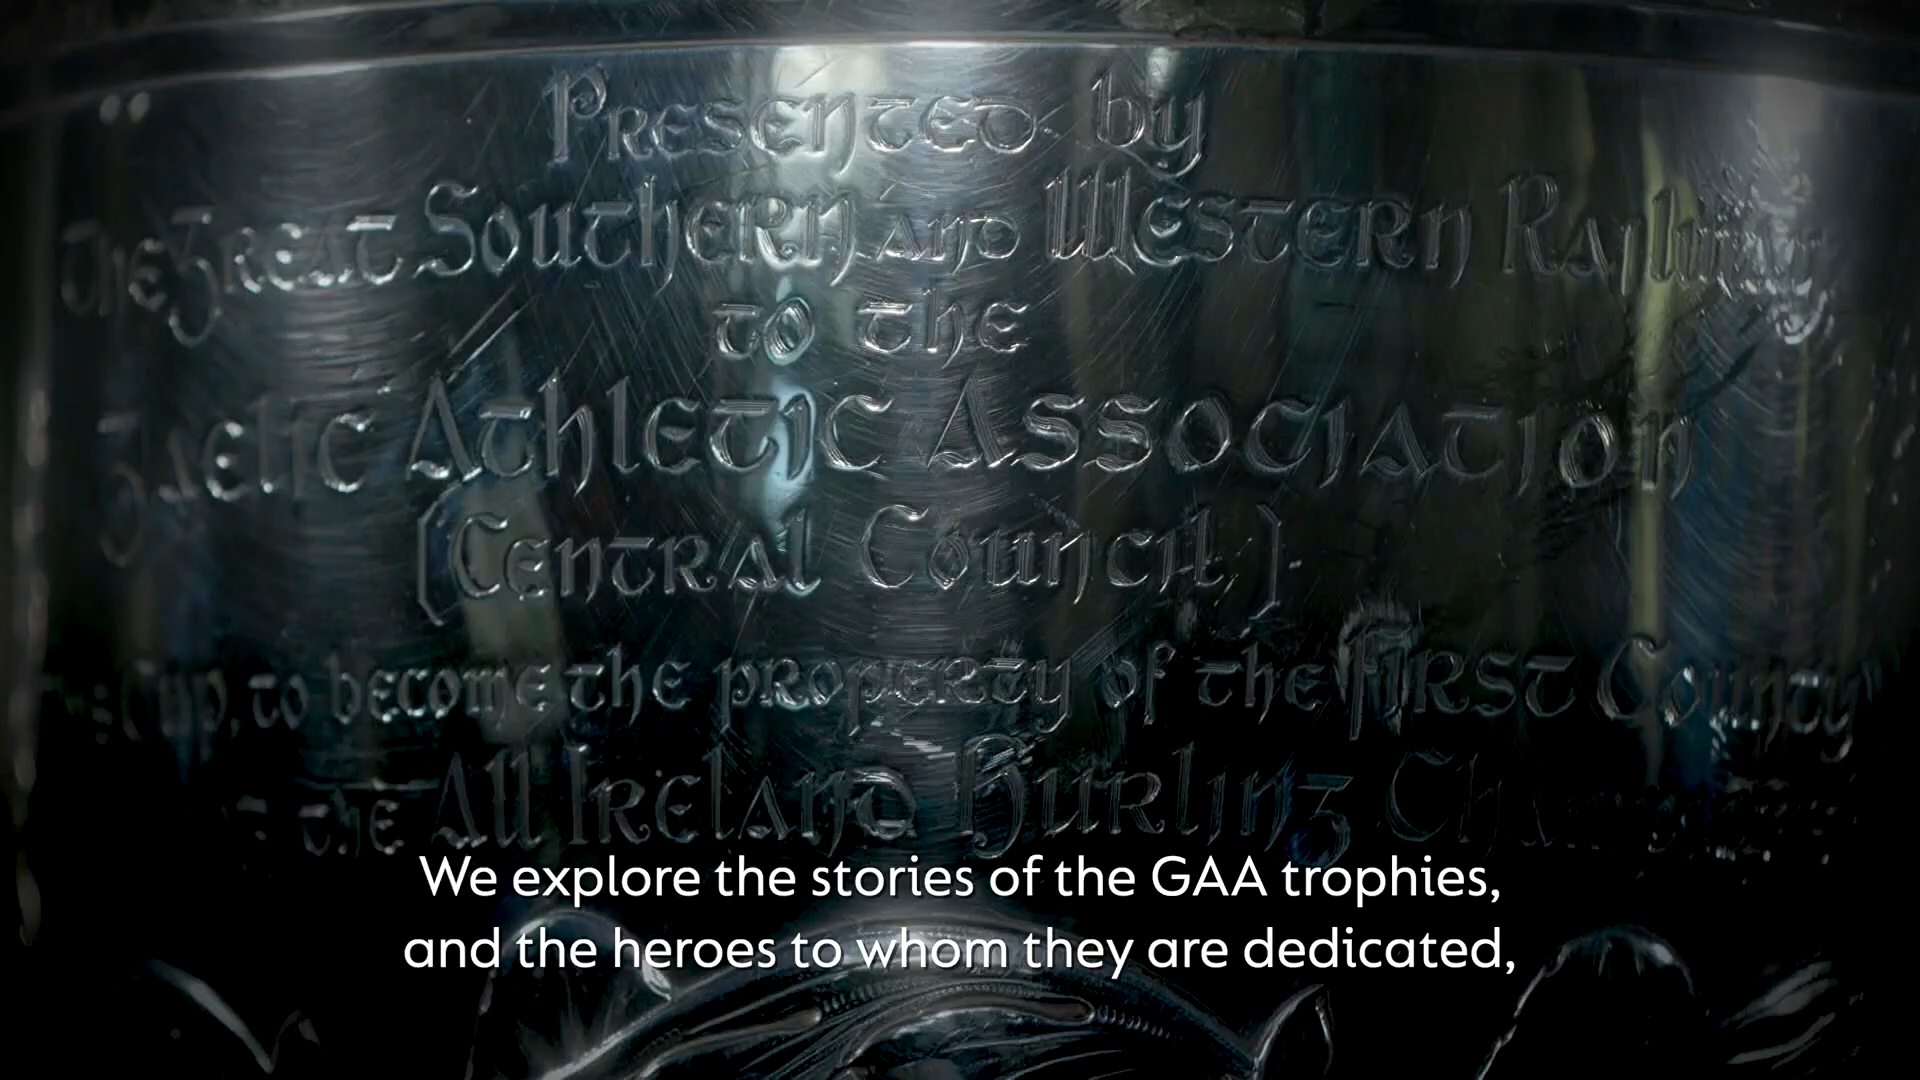 Presented by
The Great Southern and Western Railway
to the
Gaelic Athletic Association
(Central Council)
Cup, to become the property of the First County
the All Ireland Hurling
We explore the stories of the GAA trophies,
and the heroes to whom they are dedicated,